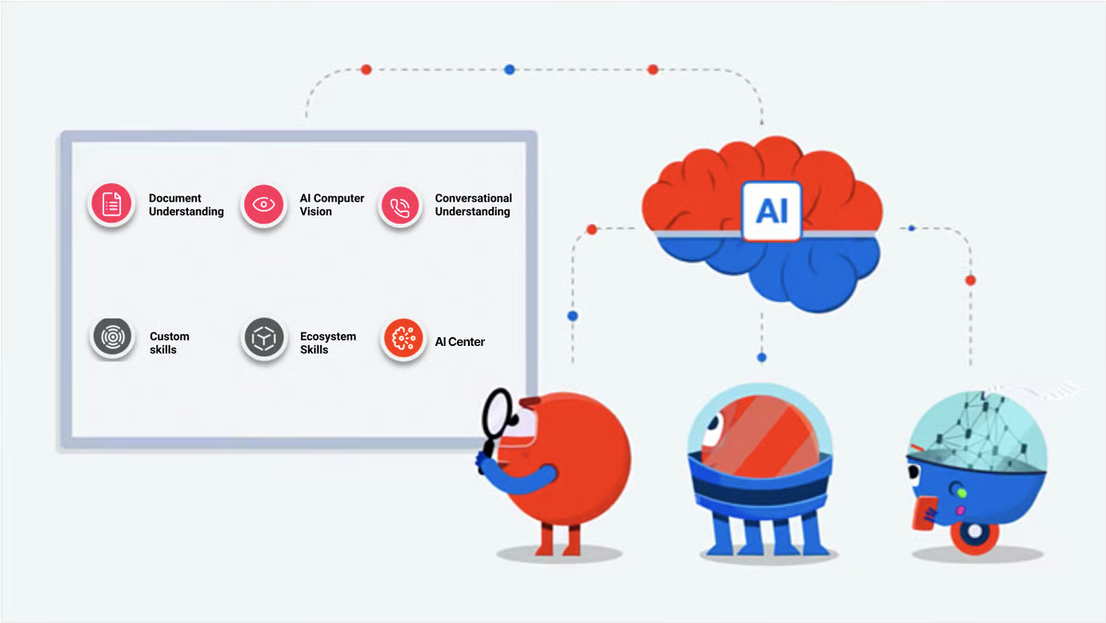 Document
Understanding
AI Computer
Vision
Conversational
Understanding
AI
Custom
skills
Ecosystem
Skills
AI Center